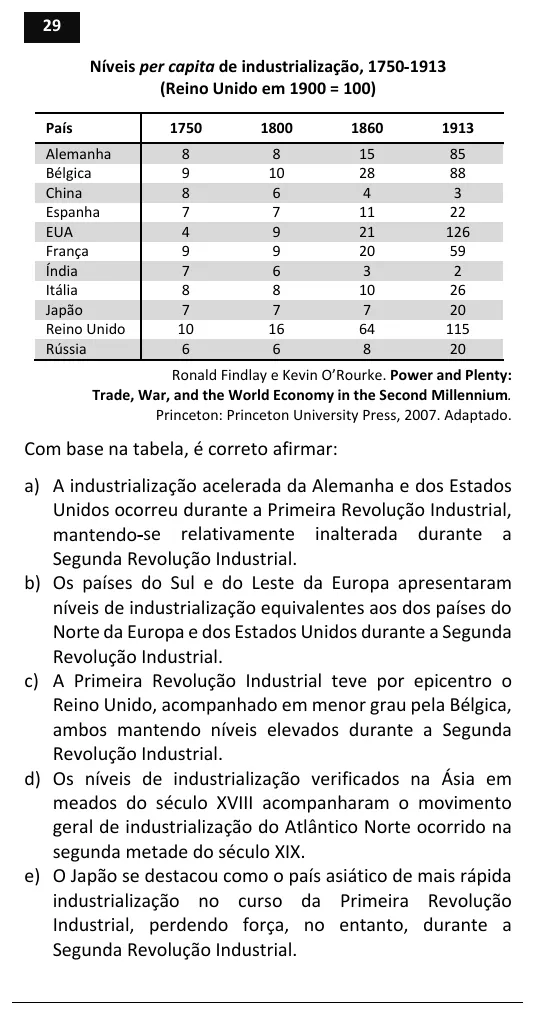 29
Níveis per capita de industrialização, 1750-1913
(Reino Unido em 1900 = 100)
País 1750 1800 1860 1913
Alemanha 8 8 15 85
Bélgica 9 10 28 88
China 8 6 4 3
Espanha 7 7 11 22
EUA 4 9 21 126
França 9 9 20 59
Índia 7 6 3 2
Itália 8 8 10 26
Japão 7 7 7 20
Reino Unido 10 16 64 115
Rússia 6 6 8 20
Ronald Findlay e Kevin O’Rourke. Power and Plenty:
Trade, War, and the World Economy in the Second Millennium.
Princeton: Princeton University Press, 2007. Adaptado.
Com base na tabela, é correto afirmar:
a) A industrialização acelerada da Alemanha e dos Estados
Unidos ocorreu durante a Primeira Revolução Industrial,
mantendo-se relativamente inalterada durante a
Segunda Revolução Industrial.
b) Os países do Sul e do Leste da Europa apresentaram
níveis de industrialização equivalentes aos dos países do
Norte da Europa e dos Estados Unidos durante a Segunda
Revolução Industrial.
c) A Primeira Revolução Industrial teve por epicentro o
Reino Unido, acompanhado em menor grau pela Bélgica,
ambos mantendo níveis elevados durante a Segunda
Revolução Industrial.
d) Os níveis de industrialização verificados na Ásia em
meados do século XVIII acompanharam o movimento
geral de industrialização do Atlântico Norte ocorrido na
segunda metade do século XIX.
e) O Japão se destacou como o país asiático de mais rápida
industrialização no curso da Primeira Revolução
Industrial, perdendo força, no entanto, durante a
Segunda Revolução Industrial.